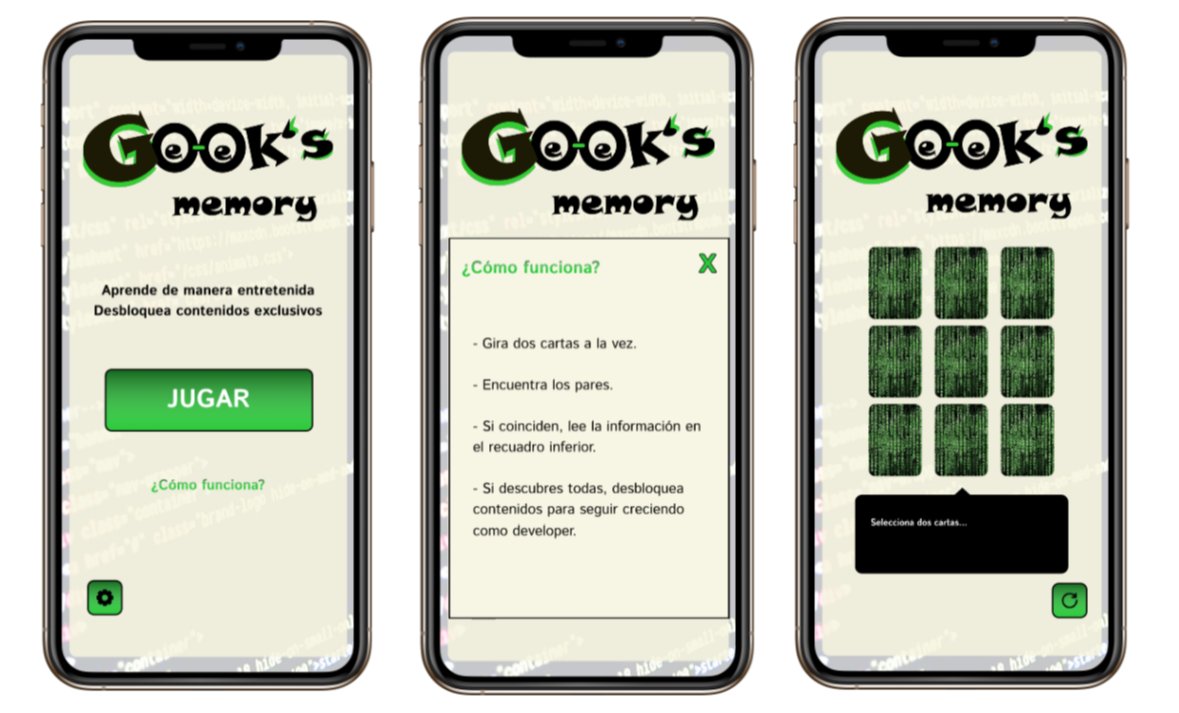 GOOK's
memory
Aprende de manera entretenida
Desbloquea contenidos exclusivos
JUGAR
¿Cómo funciona?
GOOK's
memory
¿Cómo funciona?
X
- Gira dos cartas a la vez.
- Encuentra los pares.
- Si coinciden, lee la información en
el recuadro inferior.
- Si descubres todas, desbloquea
contenidos para seguir creciendo
como developer.
GOOK's
memory
Selecciona dos cartas...